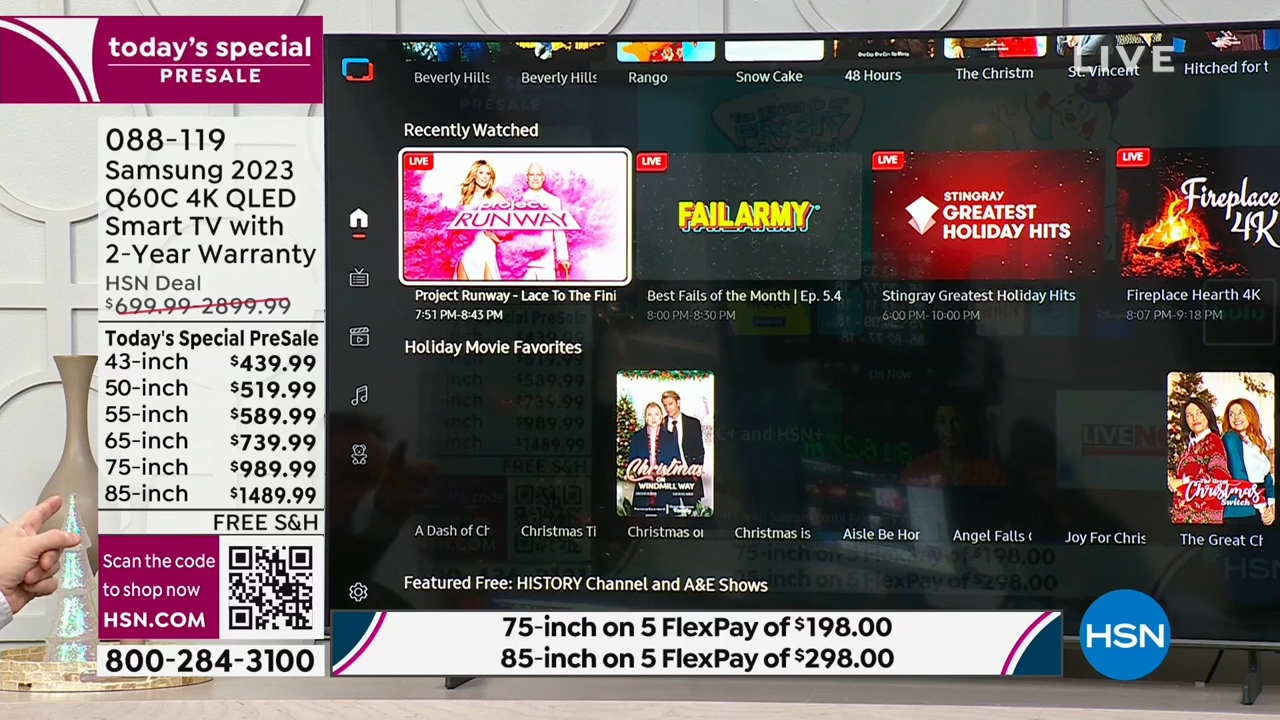 today's special
PRESALE
088-119
Samsung 2023
Q60C 4K QLED
Smart TV with
2-Year Warranty
HSN Deal
$699.99-2899.99
Today's Special PreSale
43-inch $439.99
50-inch $519.99
55-inch $589.99
65-inch $739.99
75-inch $989.99
85-inch $1489.99
FREE S&H
Scan the code
to shop now
HSN.COM
800-284-3100
LIVE
Beverly Hills Beverly Hills Rango Snow Cake 48 Hours The Christm St. Vincent Hitched for t
Recently Watched
LIVE LIVE LIVE LIVE
project
RUNWAY
FAILARMY
STINGRAY
GREATEST
HOLIDAY HITS
Fireplace
4K
Project Runway - Lace To The Fini
7:51 PM-8:43 PM
Best Fails of the Month | Ep. 5.4
8:00 PM-8:30 PM
Stingray Greatest Holiday Hits
6:00 PM-10:00 PM
Fireplace Hearth 4K
8:07 PM-9:18 PM
Holiday Movie Favorites
Christmas
ON
WINDMILL WAY
The Great
Christmas
Switch
A Dash of Ch Christmas Ti Christmas on Christmas is Aisle Be Hor Angel Falls C Joy For Chris The Great Ch
Featured Free: HISTORY Channel and A&E Shows
75-inch on 5 FlexPay of $198.00
85-inch on 5 FlexPay of $298.00
HSN